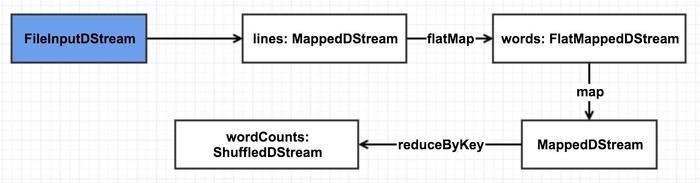 FileInputDStream
lines: MappedDStream
flatMap
words: FlatMappedDStream
map
MappedDStream
reduceByKey
wordCounts:
ShuffledDStream